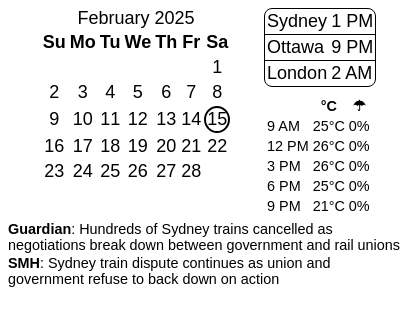 February 2025
Su Mo Tu We Th Fr Sa
1
2 3 4 5 6 7 8
9 10 11 12 13 14 15
16 17 18 19 20 21 22
23 24 25 26 27 28
Sydney 1 PM
Ottawa 9 PM
London 2 AM
°C ☂
9 AM 25°C 0%
12 PM 26°C 0%
3 PM 26°C 0%
6 PM 25°C 0%
9 PM 21°C 0%
Guardian: Hundreds of Sydney trains cancelled as
negotiations break down between government and rail unions
SMH: Sydney train dispute continues as union and
government refuse to back down on action